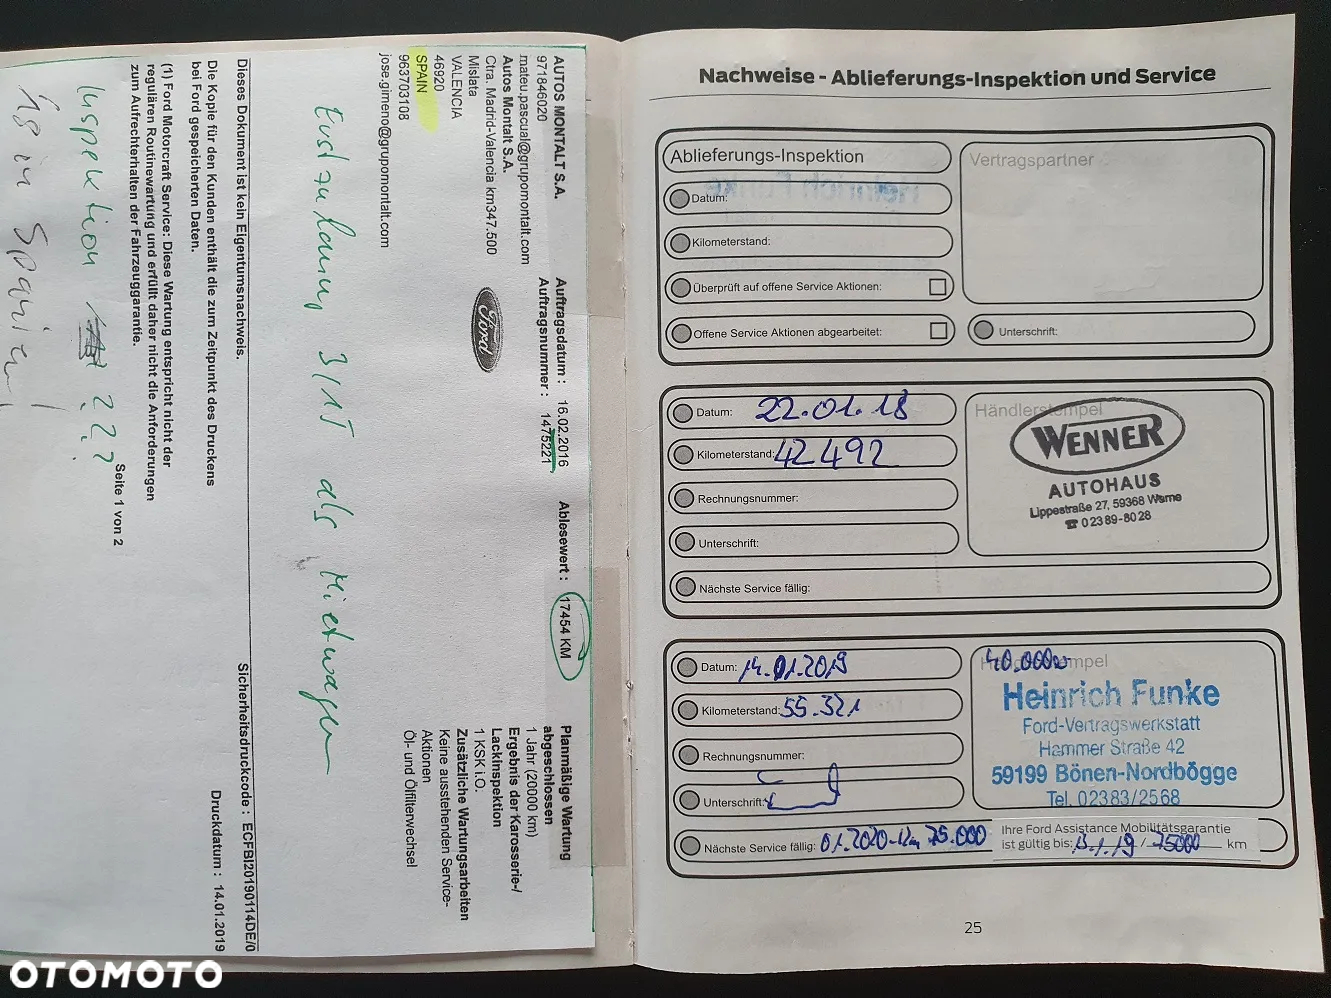 AUTOS MONTALT S.A.
971846020
mateu.pascual@grupomontalt.com
Autos Montalt S.A.
Ctra. Madrid-Valencia km347.500
Mislata
VALENCIA
46920
SPAIN
963703108
jose.gimeno@grupomontalt.com
Ford
Auftragsdatum : 16.02.2016
Auftragsnummer : 1475221
Ablesewert : 17454 KM
Planmäßige Wartung
abgeschlossen
1 Jahr (20000 km)
Ergebnis der Karosserie-/
Lackinspektion
1 KSK i.O.
Zusätzliche Wartungsarbeiten
Keine ausstehenden Service-
Aktionen
Öl- und Ölfilterwechsel
Erstzulassung 3/15 als Mietwagen
Dieses Dokument ist kein Eigentumsnachweis.
Sicherheitsdruckcode : ECFBI20190114DE/0
Die Kopie für den Kunden enthält die zum Zeitpunkt des Druckens
bei Ford gespeicherten Daten.
Druckdatum : 14.01.2019
(1) Ford Motorcraft Service: Diese Wartung entspricht nicht der
regulären Routinewartung und erfüllt daher nicht die Anforderungen
zum Aufrechterhalten der Fahrzeuggarantie.
Seite 1 von 2
Inspektion ???
in Spanien!
Nachweise - Ablieferungs-Inspektion und Service
Ablieferungs-Inspektion
Vertragspartner
Datum:
Kilometerstand:
Überprüft auf offene Service Aktionen:
Offene Service Aktionen abgearbeitet:
Unterschrift:
Datum: 22.01.18
Kilometerstand: 42492
Rechnungsnummer:
Unterschrift:
Nächste Service fällig:
Händlerstempel
WENNER
AUTOHAUS
Lippestraße 27, 59368 Werne
☎ 02389-8028
Datum: 14.01.2019
Kilometerstand: 55.321
Rechnungsnummer:
Unterschrift:
Nächste Service fällig: 01.2020 - km 75.000
Heinrich Funke
Ford-Vertragswerkstatt
Hammer Straße 42
59199 Bönen-Nordbögge
Tel. 02383/2568
Ihre Ford Assistance Mobilitätsgarantie
ist gültig bis: 13.1.19 / 75000 km
25
OTOMOTO